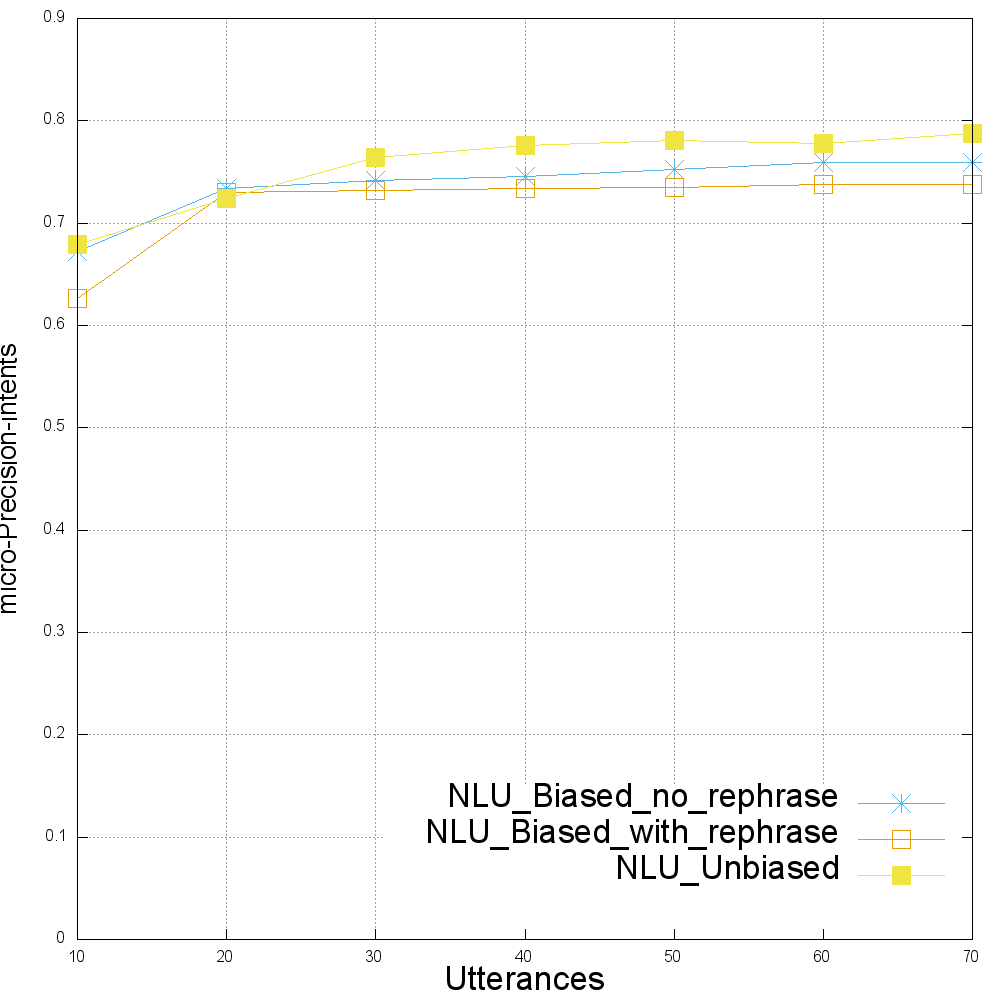 0.9
0.8
0.7
0.6
0.5
0.4
0.3
0.2
0.1
0
micro-Precision-intents
NLU_Biased_no_rephrase
NLU_Biased_with_rephrase
NLU_Unbiased
10 20 30 40 50 60 70
Utterances